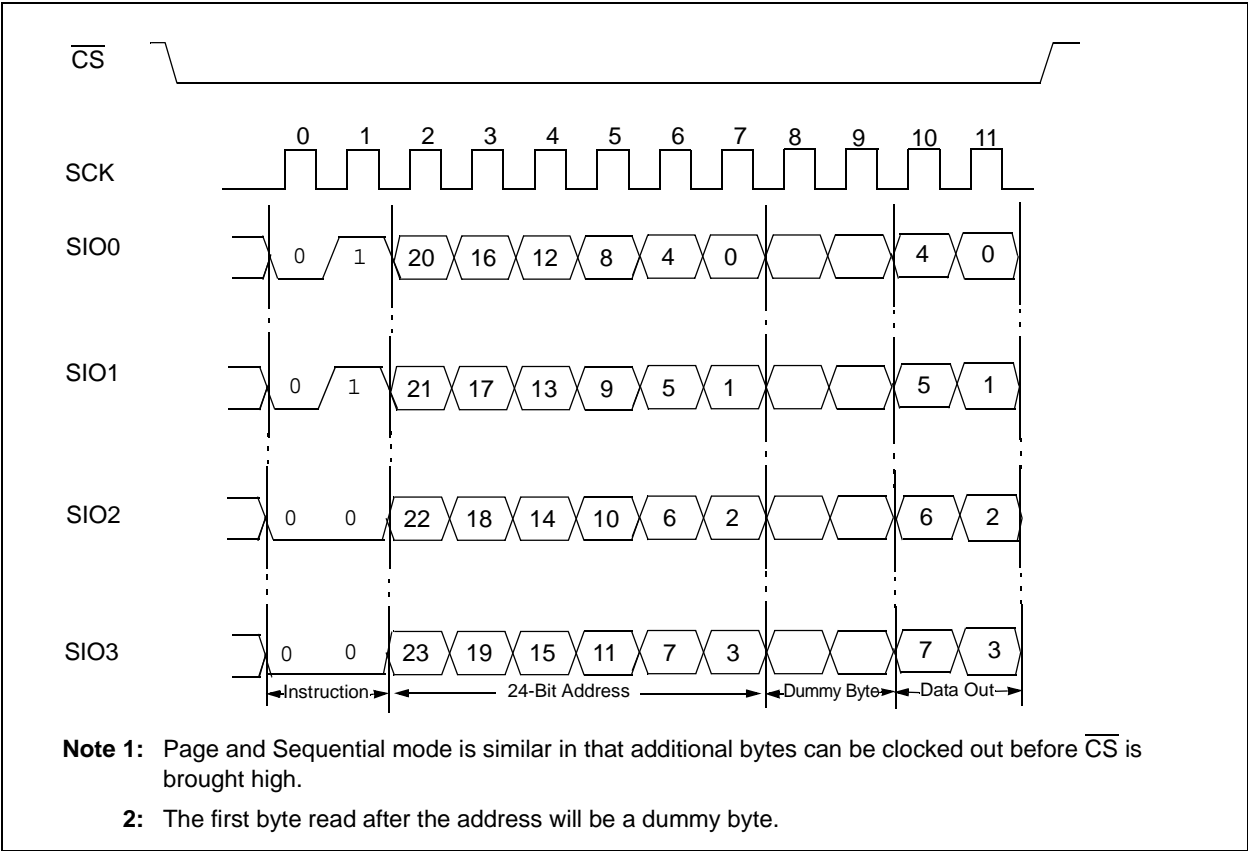 CS
0 1 2 3 4 5 6 7 8 9 10 11
SCK
SIO0 0 1 20 16 12 8 4 0 4 0
SIO1 0 1 21 17 13 9 5 1 5 1
SIO2 0 0 22 18 14 10 6 2 6 2
SIO3 0 0 23 19 15 11 7 3 7 3
Instruction 24-Bit Address Dummy Byte Data Out
Note 1: Page and Sequential mode is similar in that additional bytes can be clocked out before CS is
brought high.
2: The first byte read after the address will be a dummy byte.